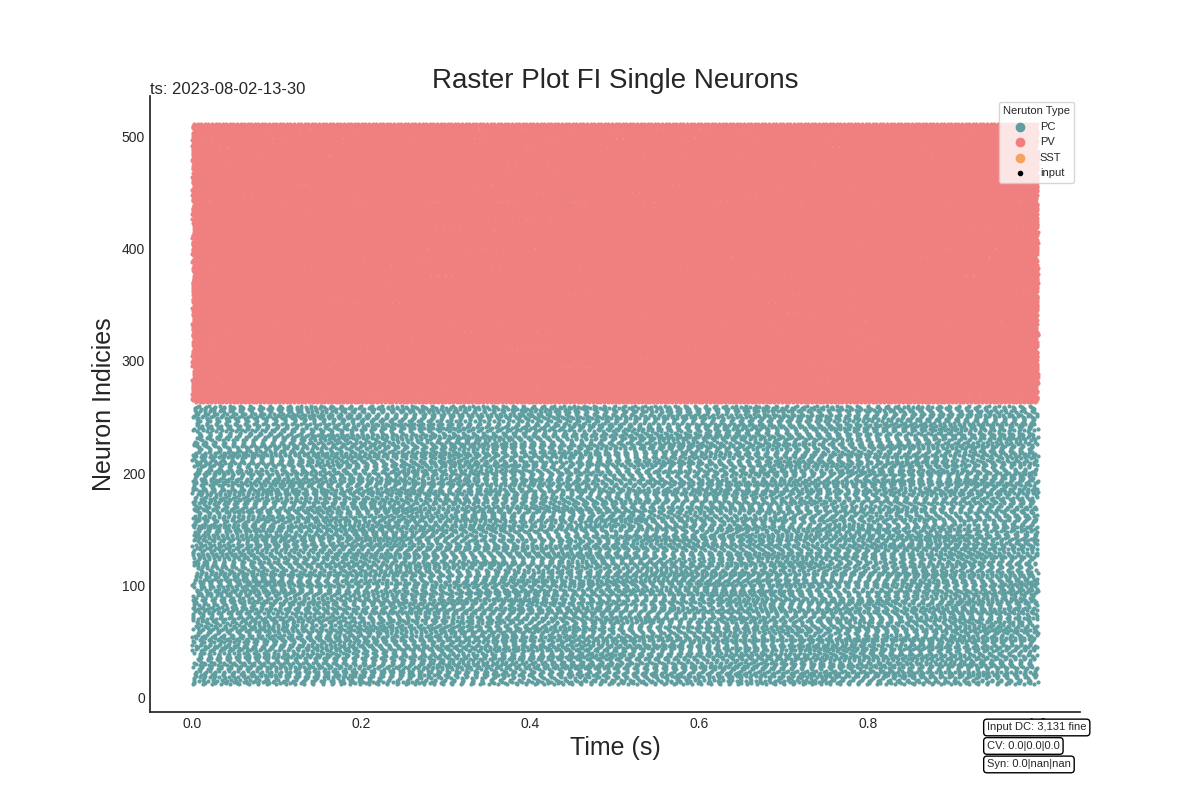 Raster Plot FI Single Neurons
ts: 2023-08-02-13-30
Neruton Type
PC
PV
SST
input
500
400
300
200
100
0
Neuron Indicies
0.0 0.2 0.4 0.6 0.8
Time (s)
Input DC: 3,131 fine
CV: 0.0|0.0|0.0
Syn: 0.0|nan|nan